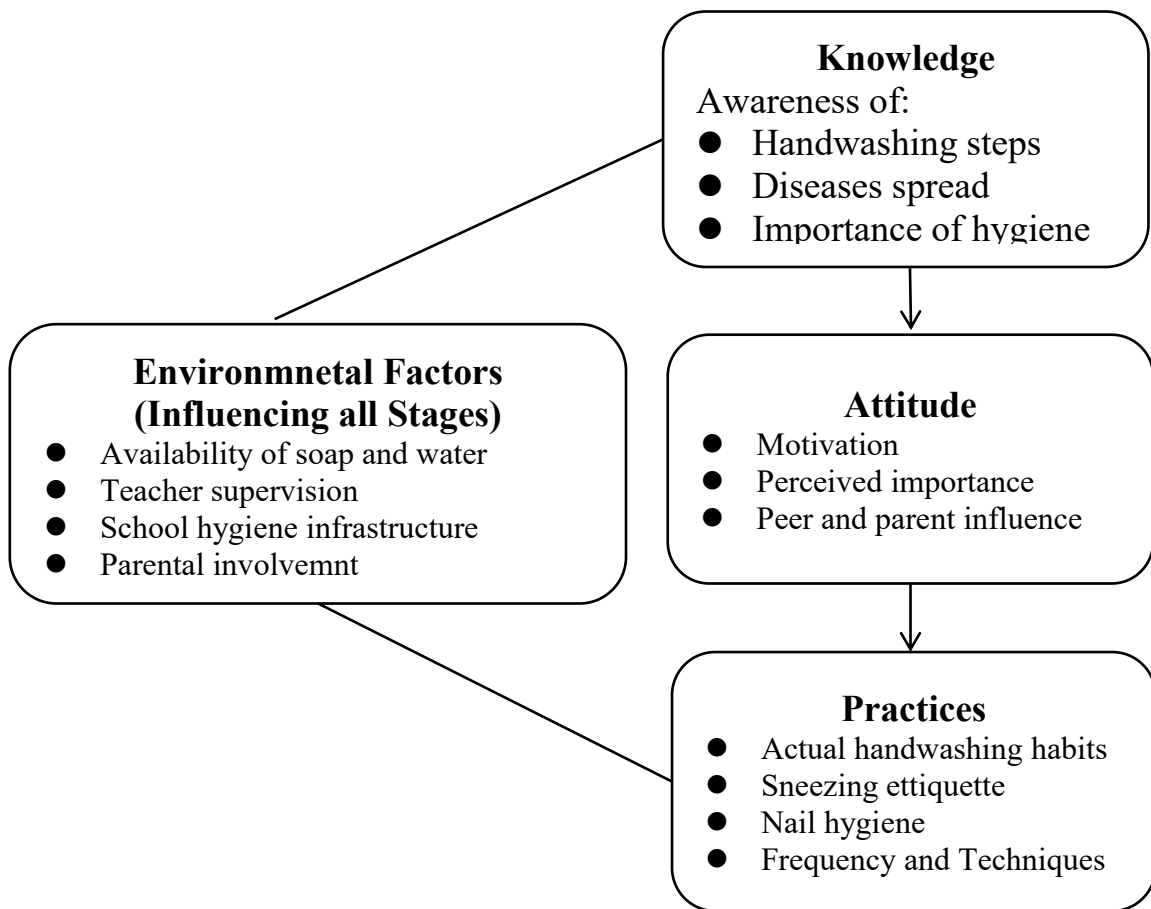 Knowledge
Awareness of:
● Handwashing steps
● Diseases spread
● Importance of hygiene
Environmnetal Factors
(Influencing all Stages)
● Availability of soap and water
● Teacher supervision
● School hygiene infrastructure
● Parental involvemnt
Attitude
● Motivation
● Perceived importance
● Peer and parent influence
Practices
● Actual handwashing habits
● Sneezing ettiquette
● Nail hygiene
● Frequency and Techniques